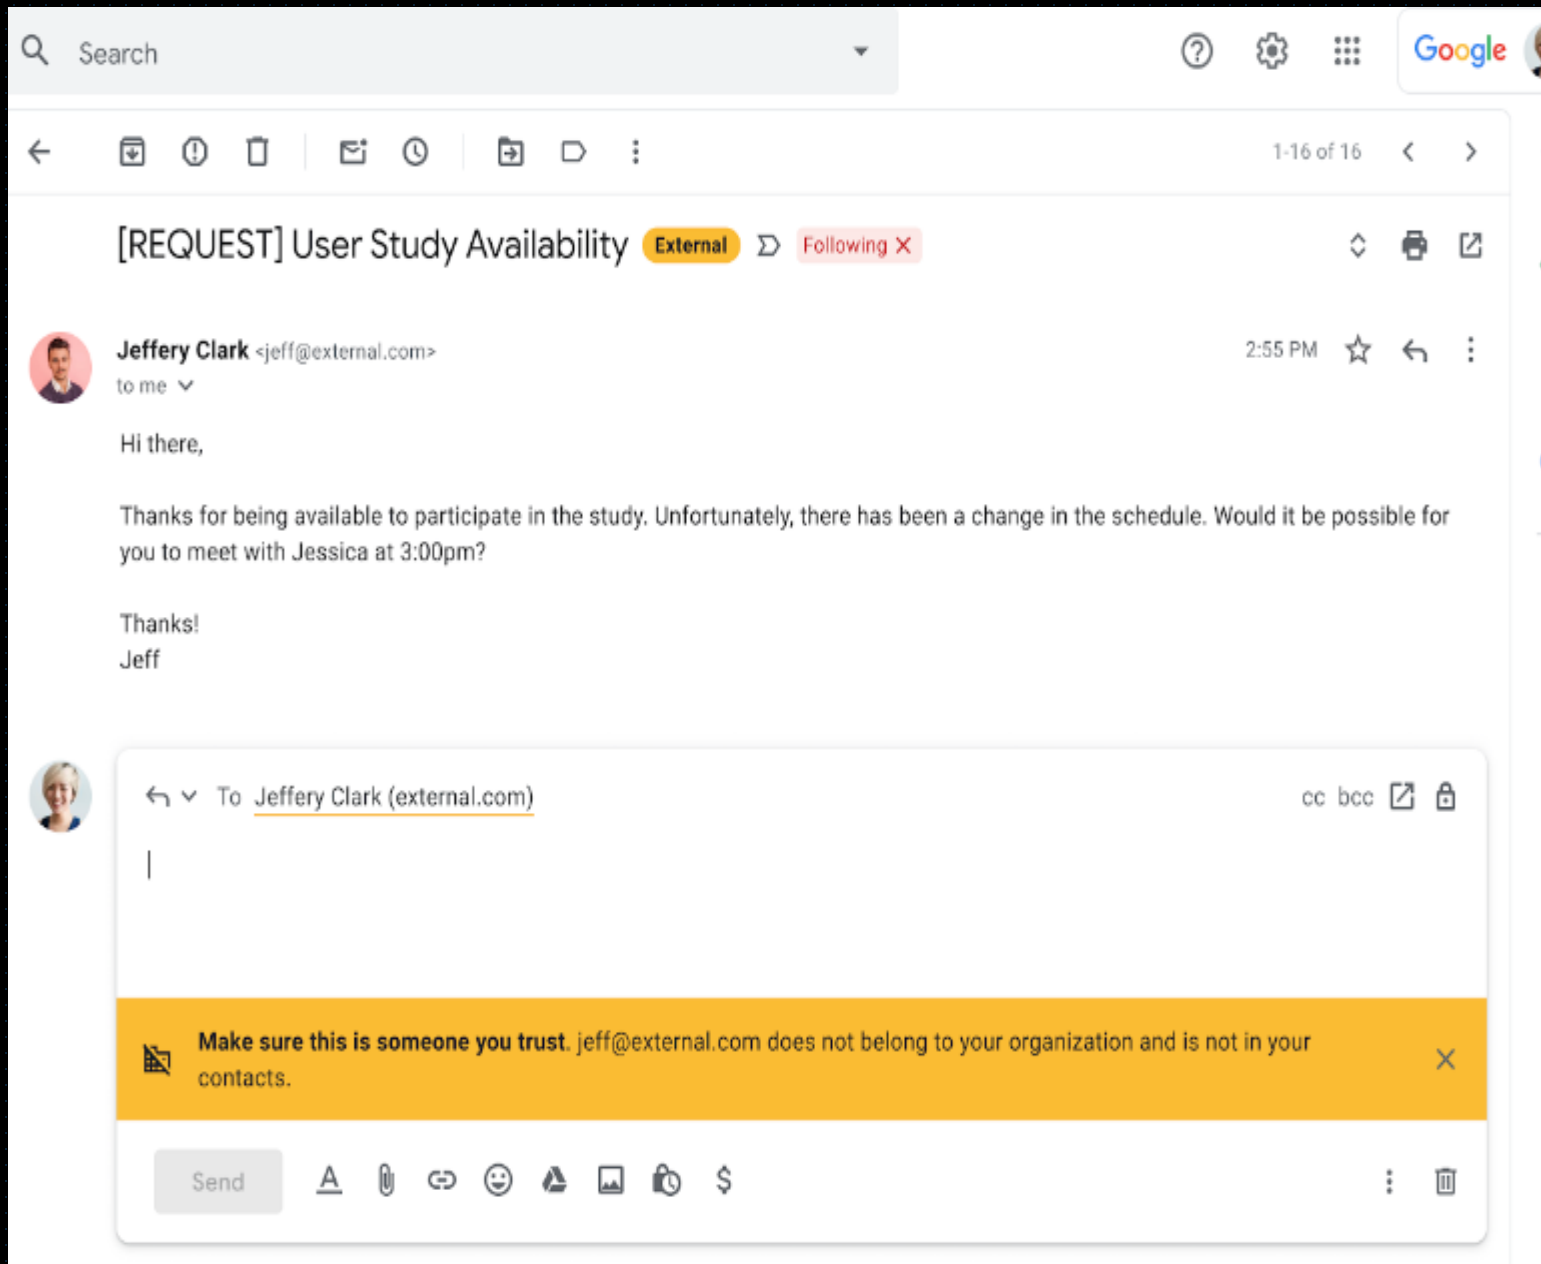 Search
Google
1-16 of 16
[REQUEST] User Study Availability External Following
Jeffery Clark <jeff@external.com> 2:55 PM
to me
Hi there,
Thanks for being available to participate in the study. Unfortunately, there has been a change in the schedule. Would it be possible for
you to meet with Jessica at 3:00pm?
Thanks!
Jeff
To Jeffery Clark (external.com) cc bcc
Make sure this is someone you trust. jeff@external.com does not belong to your organization and is not in your
contacts.
Send